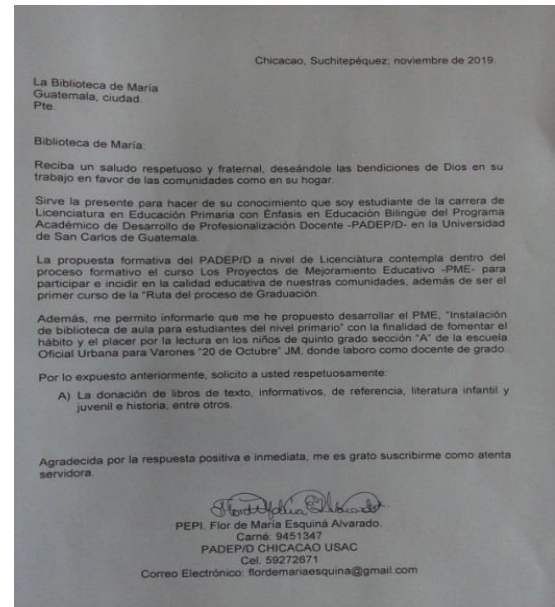 Chicacao, Suchitepéquez; noviembre de 2019.
La Biblioteca de María
Guatemala, ciudad.
Pte.
Biblioteca de María:
Reciba un saludo respetuoso y fraternal, deseándole las bendiciones de Dios en su
trabajo en favor de las comunidades como en su hogar.
Sirve la presente para hacer de su conocimiento que soy estudiante de la carrera de
Licenciatura en Educación Primaria con Énfasis en Educación Bilingüe del Programa
Académico de Desarrollo de Profesionalización Docente -PADEP/D- en la Universidad
de San Carlos de Guatemala.
La propuesta formativa del PADEP/D a nivel de Licenciatura contempla dentro del
proceso formativo el curso Los Proyectos de Mejoramiento Educativo -PME- para
participar e incidir en la calidad educativa de nuestras comunidades, además de ser el
primer curso de la "Ruta del proceso de Graduación.
Además, me permito informarle que me he propuesto desarrollar el PME, "Instalación
de biblioteca de aula para estudiantes del nivel primario" con la finalidad de fomentar el
hábito y el placer por la lectura en los niños de quinto grado sección "A" de la escuela
Oficial Urbana para Varones "20 de Octubre" JM, donde laboro como docente de grado.
Por lo expuesto anteriormente, solicito a usted respetuosamente:
A) La donación de libros de texto, informativos, de referencia, literatura infantil y
juvenil e historia, entre otros.
Agradecida por la respuesta positiva e inmediata, me es grato suscribirme como atenta
servidora.
PEPI. Flor de María Esquiná Alvarado.
Carné: 9451347
PADEP/D CHICACAO USAC
Cel. 59272671
Correo Electrónico: flordemariaesquina@gmail.com